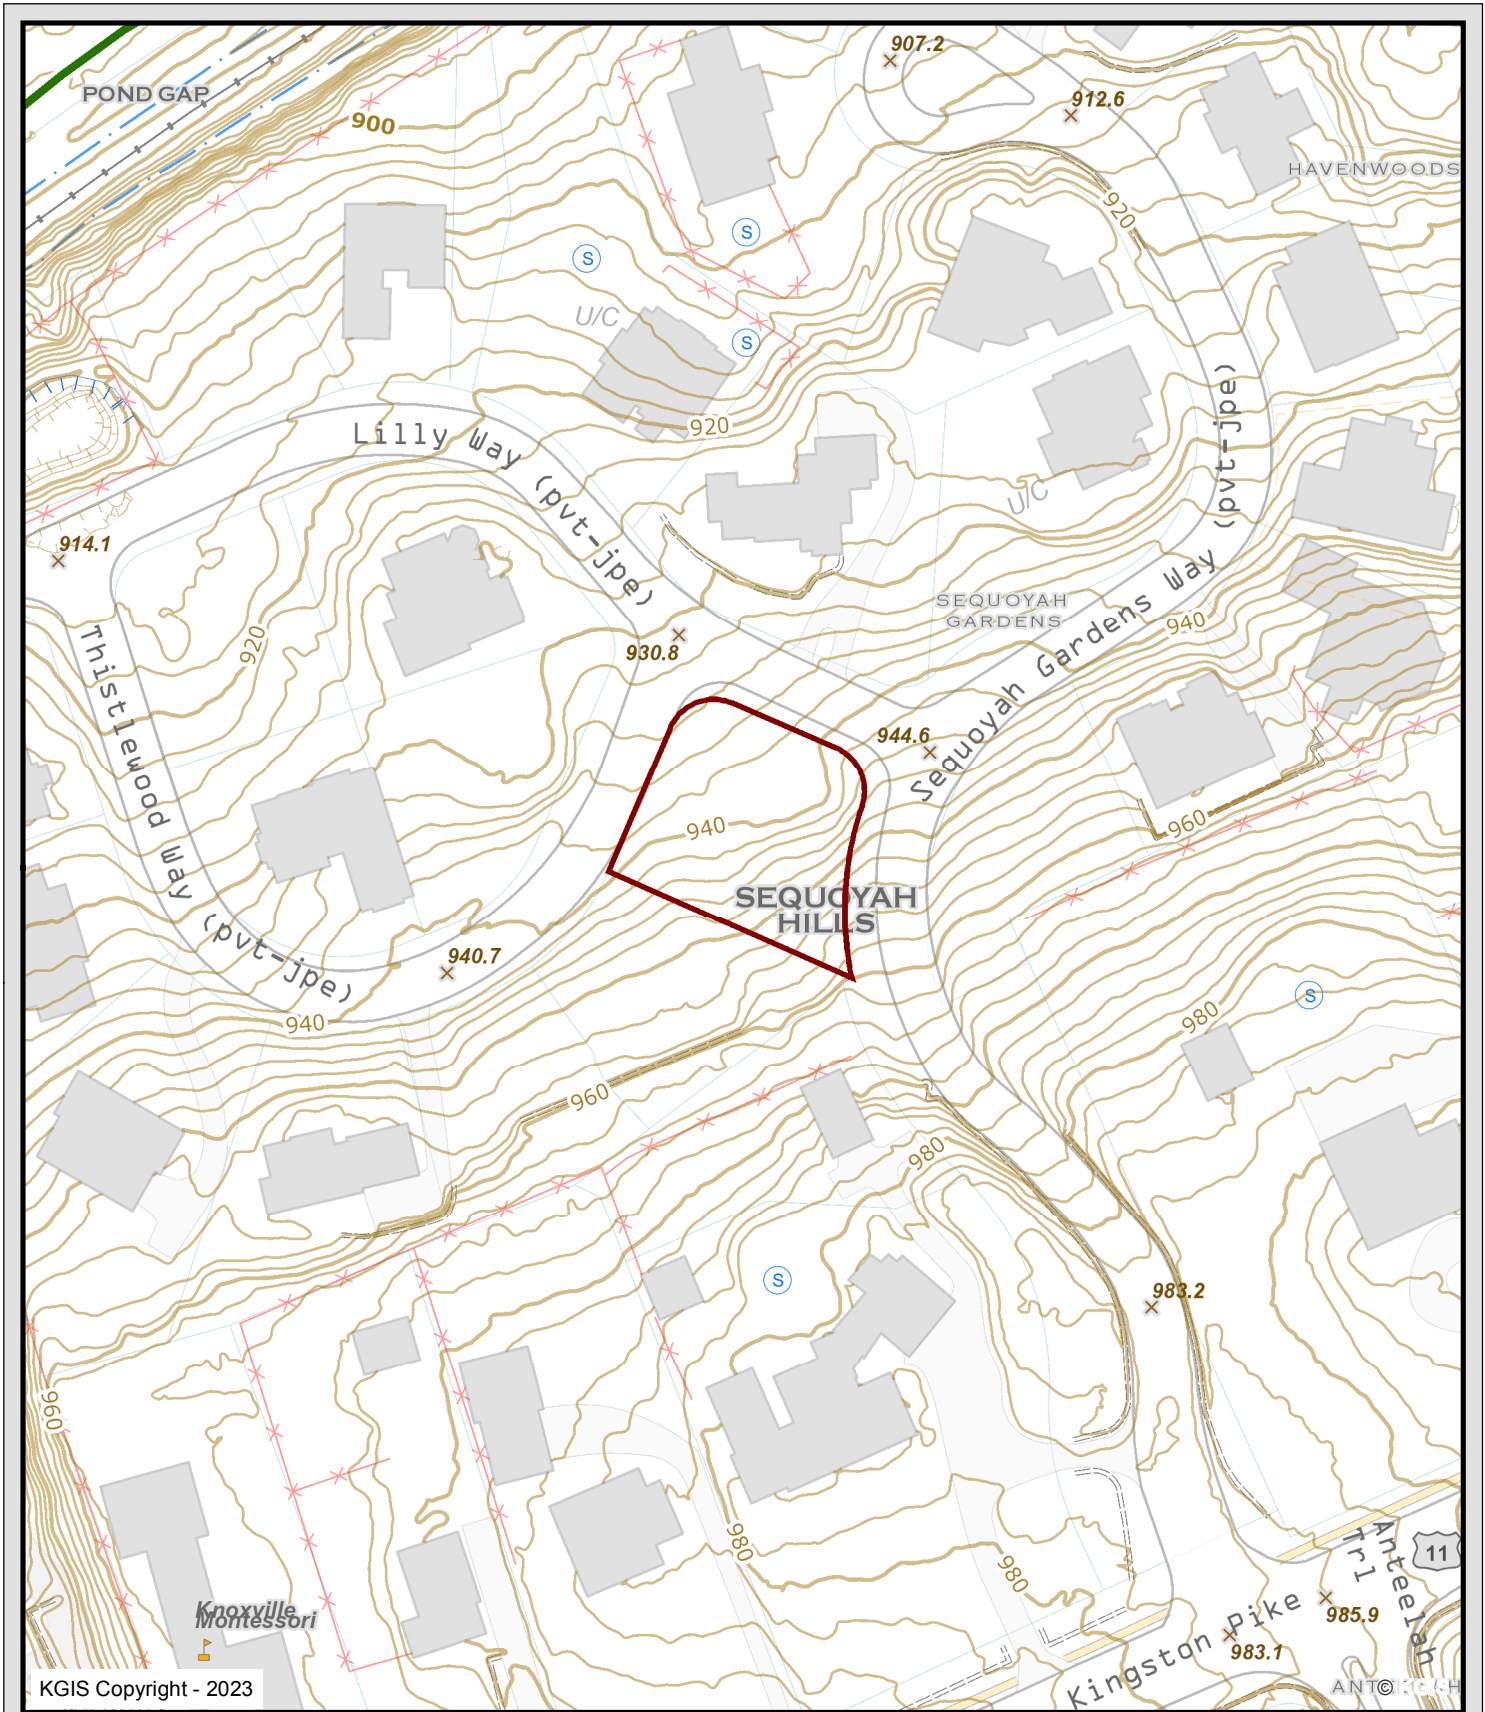 907.2
POND GAP
912.6
900
HAVENWOODS
920
S
S
U/C
S
920
Lilly Way (pvt-jpe)
U/C
914.1
SEQUOYAH
GARDENS
Sequoyah Gardens Way (pvt-jpe)
940
920
930.8
Thistlewood Way (pvt-jpe)
944.6
940
960
SEQUOYAH
HILLS
940.7
940
S
980
960
980
S
983.2
960
980
980
11
Anteelah
Trl
Knoxville
Montessori
985.9
983.1
Kingston Pike
KGIS Copyright - 2023